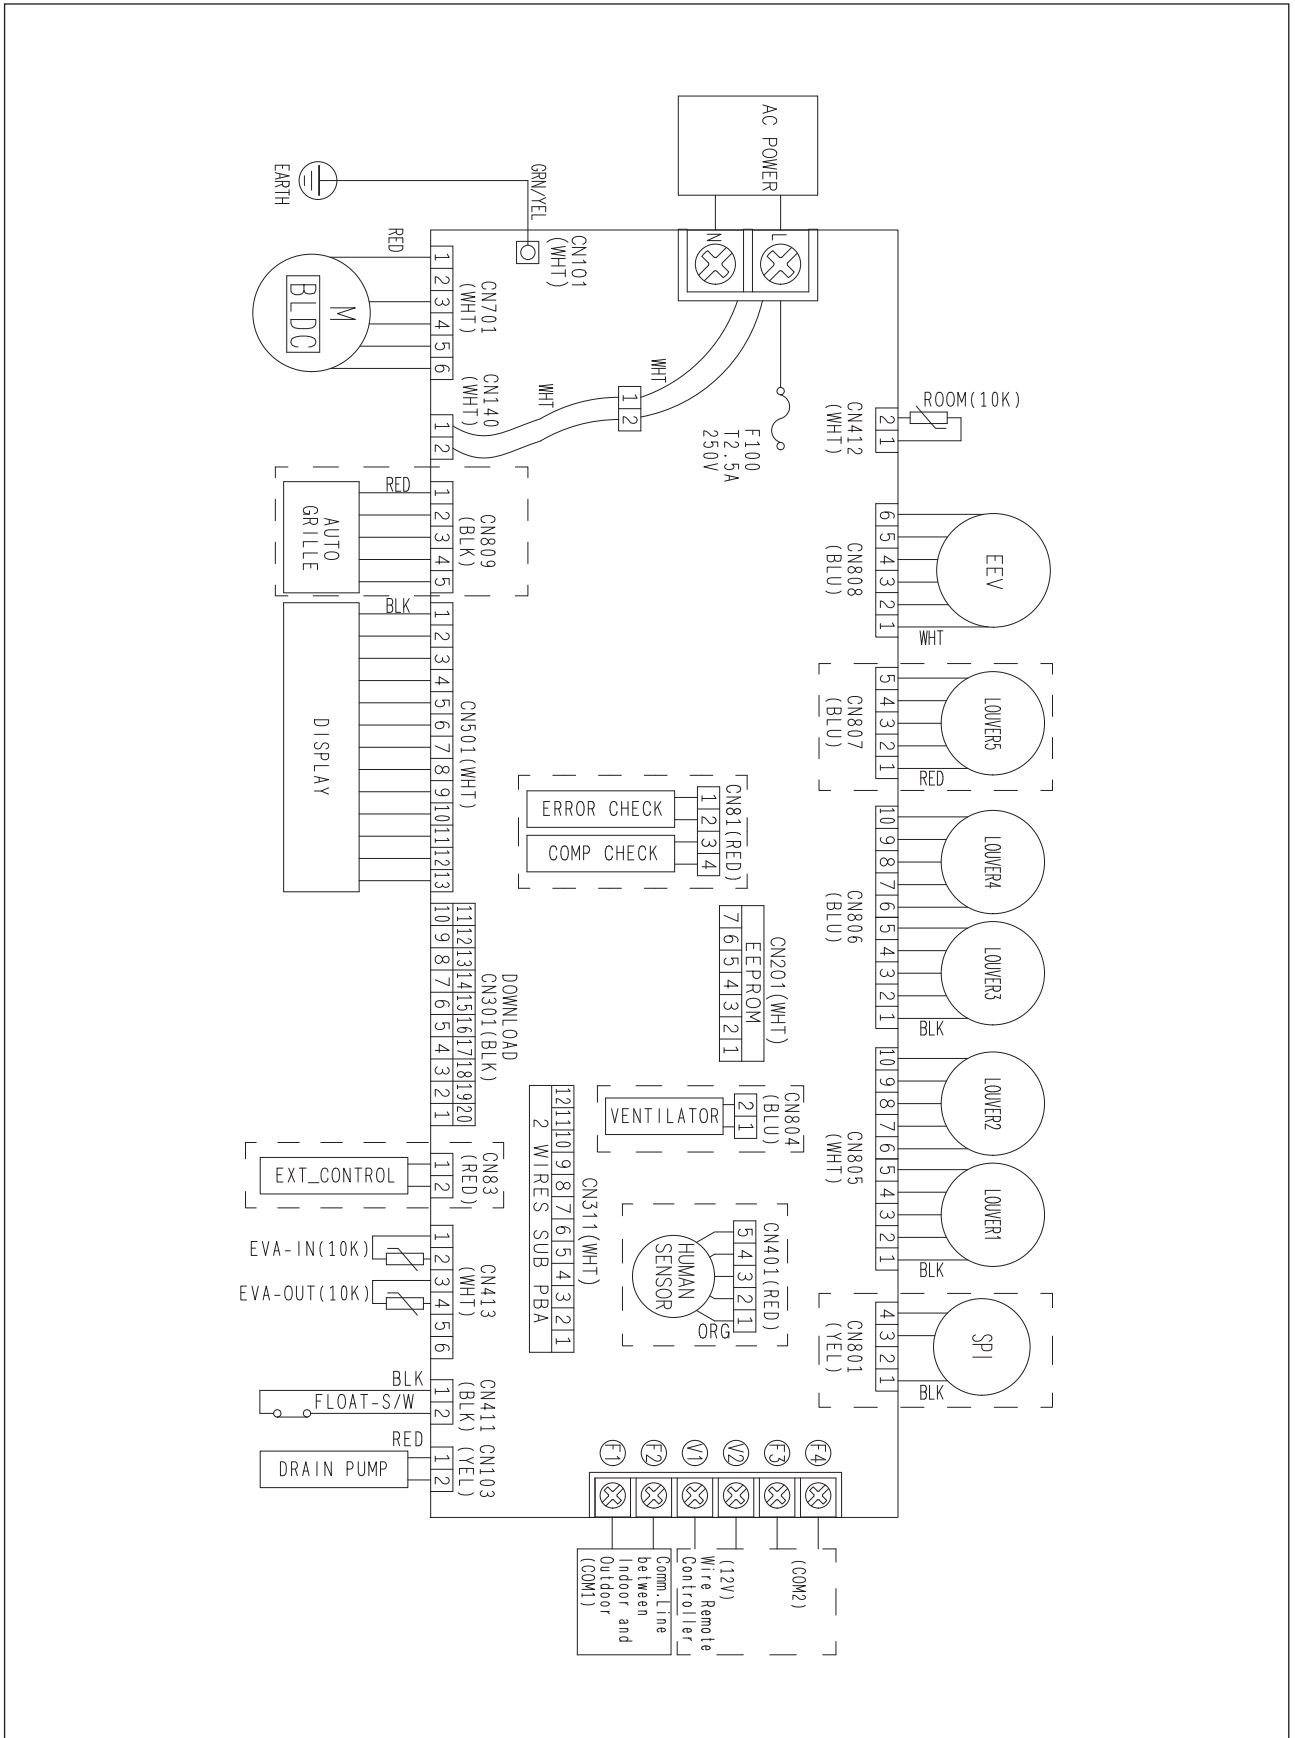 AC POWER
N
L
EARTH
GRN/YEL
CN101
(WHT)
RED
M
BLDC
1 2 3 4 5 6
CN701
(WHT)
CN140
(WHT)
1 2
WHT
WHT
1 2
F100
T2.5A
250V
CN412
(WHT)
2 1
ROOM(10K)
RED
AUTO
GRILLE
1 2 3 4 5
CN809
(BLK)
CN808
(BLU)
6 5 4 3 2 1
EEV
WHT
BLK
DISPLAY
1 2 3 4 5 6 7 8 9 10 11 12 13
CN501(WHT)
CN807
(BLU)
5 4 3 2 1
LOUVER5
RED
ERROR CHECK
COMP CHECK
1 2 3 4
CN81(RED)
CN806
(BLU)
10 9 8 7 6 5 4 3 2 1
LOUVER4
LOUVER3
BLK
10 9 8 7 6 5 4 3 2 1
11 12 13 14 15 16 17 18 19 20
DOWNLOAD
CN301(BLK)
7 6 5 4 3 2 1
EEPROM
CN201(WHT)
VENTILATOR
2 1
CN804
(BLU)
CN805
(WHT)
10 9 8 7 6 5 4 3 2 1
LOUVER2
LOUVER1
BLK
EXT_CONTROL
1 2
CN83
(RED)
2 WIRES SUB PBA
12 11 10 9 8 7 6 5 4 3 2 1
CN311(WHT)
HUMAN
SENSOR
ORG
5 4 3 2 1
CN401(RED)
EVA-IN(10K)
EVA-OUT(10K)
1 2 3 4 5 6
CN413
(WHT)
CN801
(YEL)
4 3 2 1
SPI
BLK
BLK
FLOAT-S/W
1 2
CN411
(BLK)
RED
DRAIN PUMP
1 2
CN103
(YEL)
F1 F2 V1 V2 F3 F4
Comm.Line
between
Indoor and
Outdoor
(COM1)
(12V)
Wire Remote
Controller
(COM2)